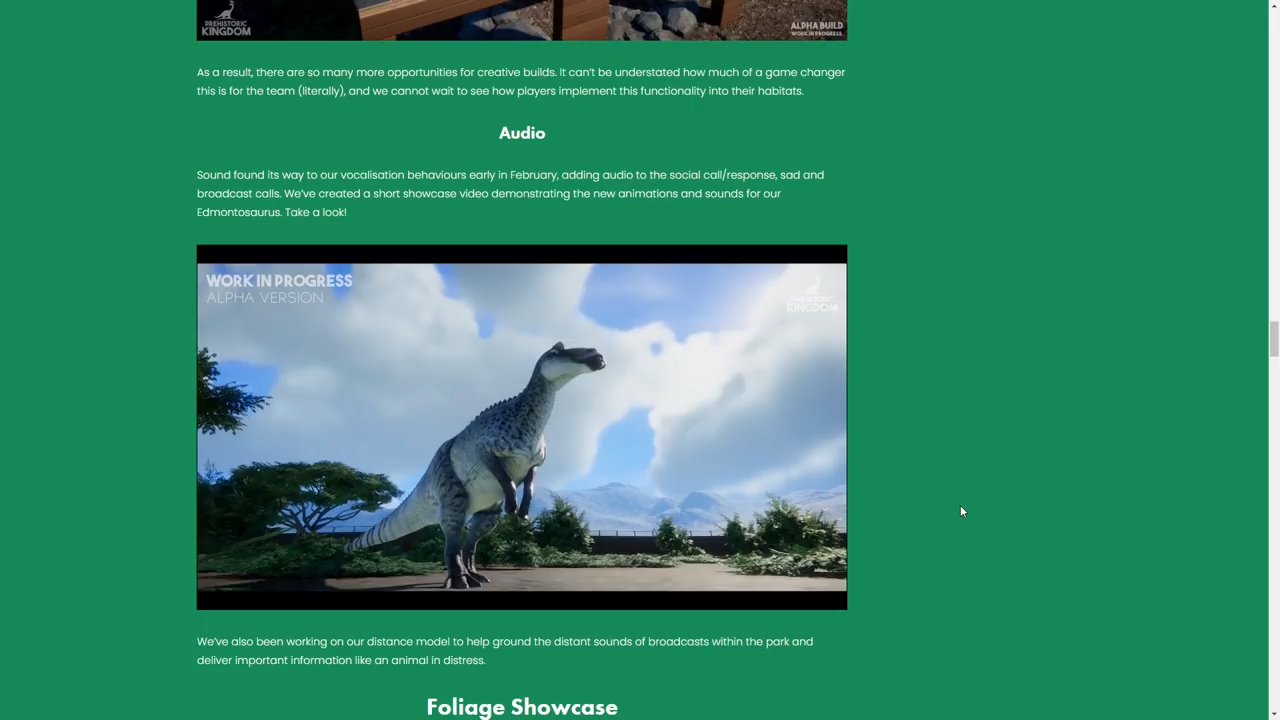 PREHISTORIC
KINGDOM
ALPHA BUILD
WORK IN PROGRESS
As a result, there are so many more opportunities for creative builds. It can't be understated how much of a game changer
this is for the team (literally), and we cannot wait to see how players implement this functionality into their habitats.
Audio
Sound found its way to our vocalisation behaviours early in February, adding audio to the social call/response, sad and
broadcast calls. We've created a short showcase video demonstrating the new animations and sounds for our
Edmontosaurus. Take a look!
WORK IN PROGRESS
ALPHA VERSION
PREHISTORIC
KINGDOM
We've also been working on our distance model to help ground the distant sounds of broadcasts within the park and
deliver important information like an animal in distress.
Foliage Showcase